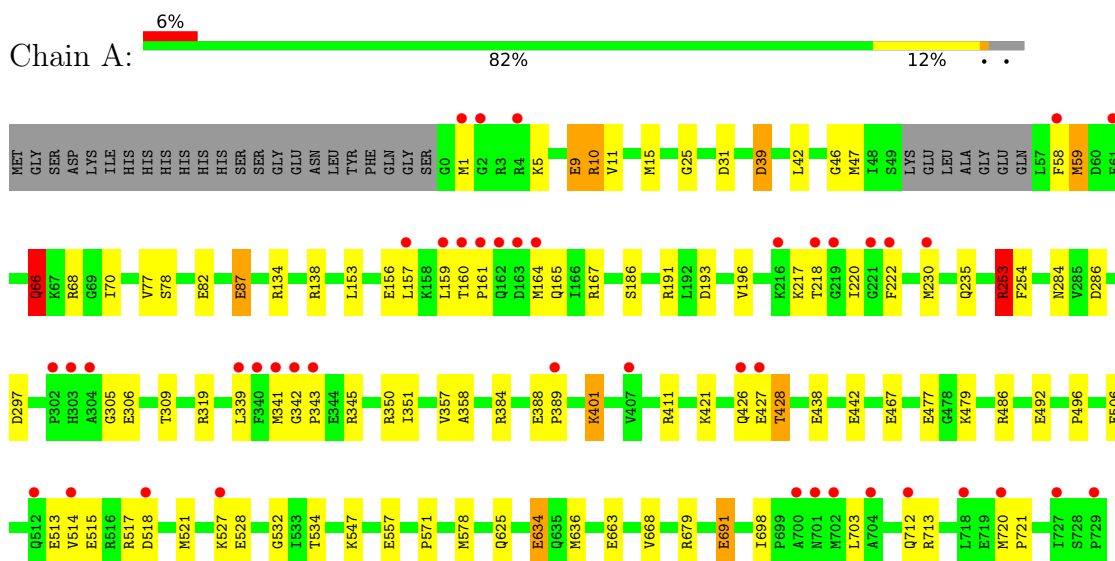 6%
Chain A:
82% 12% • •
MET GLY SER ASP LYS ILE HIS HIS HIS HIS HIS HIS SER SER GLY GLU ASN LEU TYR PHE GLN GLY SER G0 M1 G2 R3 R4 K5 E9 R10 V11 M15 G25 D31 D39 L42 G46 M47 I48 S49 LYS GLU LEU ALA GLY GLU GLN L57 F58 M59 D60 E61
Q66 K67 R68 G69 I70 V77 S78 E82 E87 R134 R138 L153 E156 L157 K158 L159 T160 P161 Q162 D163 M164 Q165 I166 R167 S186 R191 L192 D193 V196 K216 K217 T218 G219 I220 G221 F222 M230 Q235 R253 F254 N284 V285 D286
D297 P302 H303 A304 G305 E306 T309 R319 L339 F340 M341 G342 P343 E344 R345 R350 I351 V357 A358 R384 E388 P389 K401 V407 R411 K421 Q426 E427 T428 E438 E442 E467 E477 G478 K479 R486 E492 P496
Q512 E513 V514 E515 R516 R517 D518 M521 K527 E528 G532 I533 T534 K547 E557 P571 M578 Q625 E634 Q635 M636 E663 V668 R679 E691 I698 P699 A700 N701 M702 L703 A704 Q712 R713 L718 E719 M720 P721 I727 S728 P729